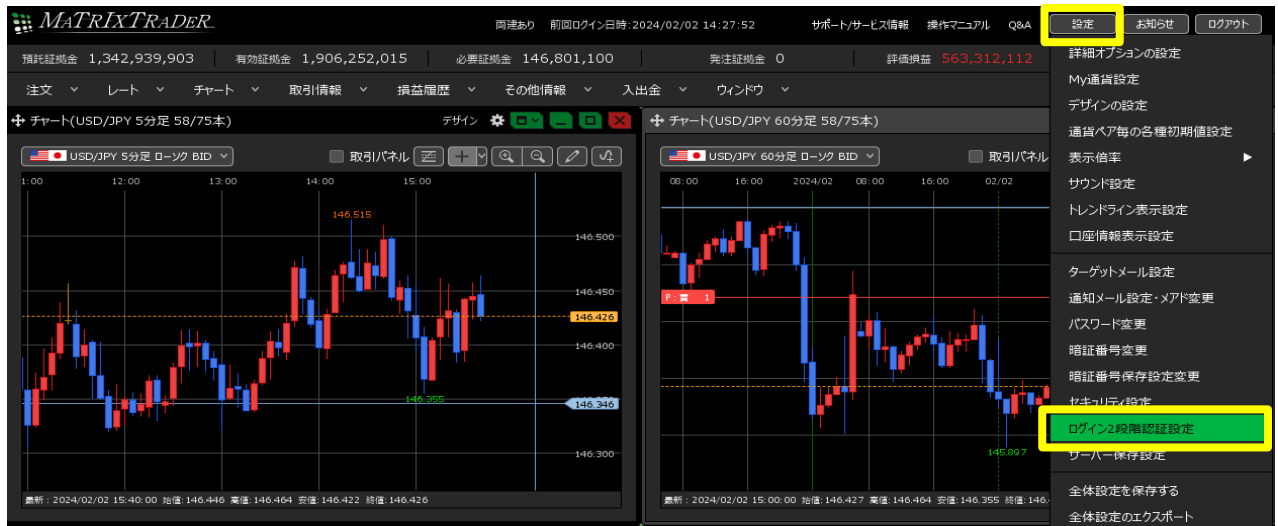 MATRIXTRADER 両建あり 前回ログイン日時:2024/02/02 14:27:52 サポート/サービス情報 操作マニュアル Q&A 設定 お知らせ ログアウト
預託証拠金 1,342,939,903 有効証拠金 1,906,252,015 必要証拠金 146,801,100 発注証拠金 0 評価損益 563,312,112
注文 レート チャート 取引情報 損益履歴 その他情報 入出金 ウィンドウ
チャート(USD/JPY 5分足 58/75本) デザイン
USD/JPY 5分足 ローソク BID 取引パネル
1:00 12:00 13:00 14:00 15:00
146.515
146.500
146.450
146.426
146.400
146.355
146.346
146.300
最新:2024/02/02 15:40:00 始値:146.446 高値:146.464 安値:146.422 終値:146.426
チャート(USD/JPY 60分足 58/75本)
USD/JPY 60分足 ローソク BID 取引パネル
08:00 16:00 2024/02 08:00 16:00 02/02
P:買 1
145.897
最新:2024/02/02 15:00:00 始値:146.427 高値:146.464 安値:146.355 終値:146.
詳細オプションの設定
My通貨設定
デザインの設定
通貨ペア毎の各種初期値設定
表示倍率
サウンド設定
トレンドライン表示設定
口座情報表示設定
ターゲットメール設定
通知メール設定・メアド変更
パスワード変更
暗証番号変更
暗証番号保存設定変更
セキュリティ設定
ログイン2段階認証設定
サーバー保存設定
全体設定を保存する
全体設定のエクスポート